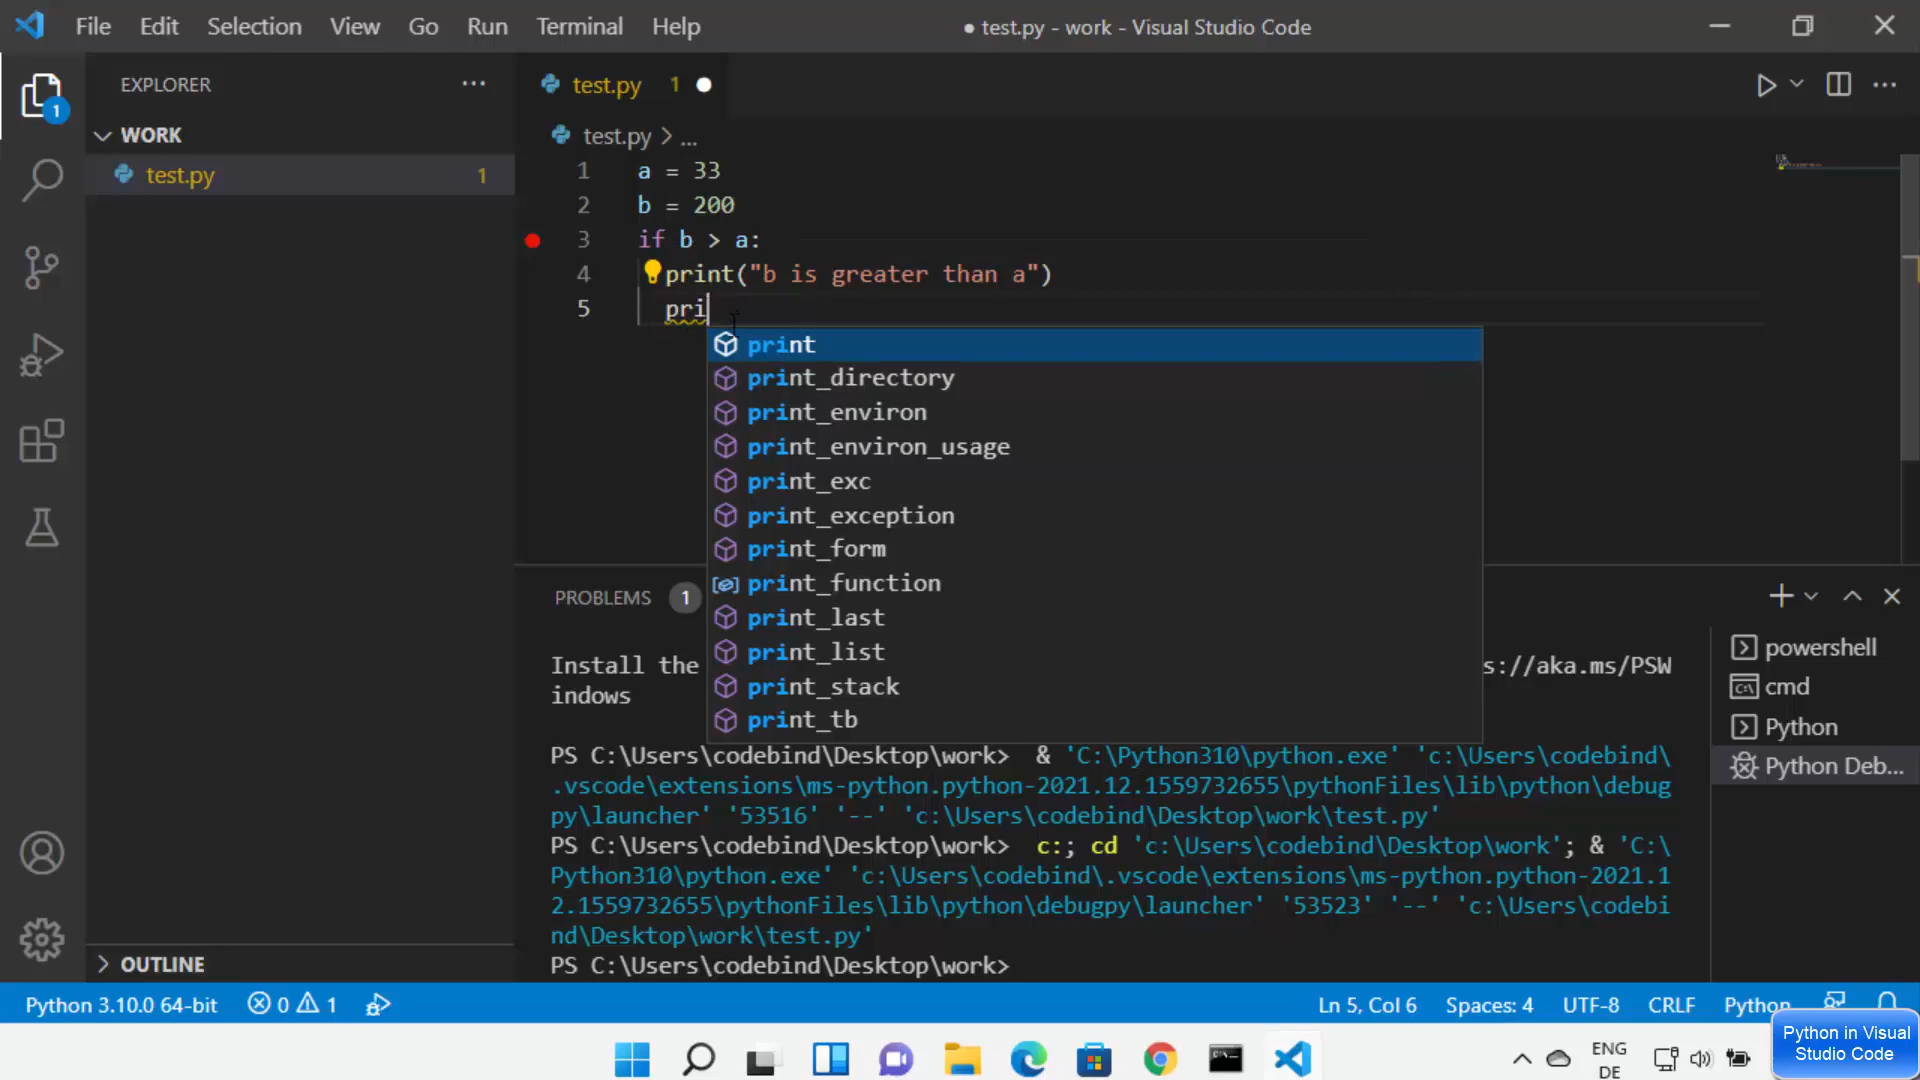 File Edit Selection View Go Run Terminal Help
● test.py - work - Visual Studio Code
EXPLORER
WORK
test.py 1
OUTLINE
1
test.py 1
test.py > ...
1 a = 33
2 b = 200
3 if b > a:
4 print("b is greater than a")
5 pri
print
print_directory
print_environ
print_environ_usage
print_exc
print_exception
print_form
print_function
print_last
print_list
print_stack
print_tb
PROBLEMS 1
Install the s://aka.ms/PSW
indows
PS C:\Users\codebind\Desktop\work> & 'C:\Python310\python.exe' 'c:\Users\codebind\
.vscode\extensions\ms-python.python-2021.12.1559732655\pythonFiles\lib\python\debug
py\launcher' '53516' '--' 'c:\Users\codebind\Desktop\work\test.py'
PS C:\Users\codebind\Desktop\work> c:; cd 'c:\Users\codebind\Desktop\work'; & 'C:\
Python310\python.exe' 'c:\Users\codebind\.vscode\extensions\ms-python.python-2021.1
2.1559732655\pythonFiles\lib\python\debugpy\launcher' '53523' '--' 'c:\Users\codebi
nd\Desktop\work\test.py'
PS C:\Users\codebind\Desktop\work>
powershell
cmd
Python
Python Deb...
Python 3.10.0 64-bit 0 1
Ln 5, Col 6 Spaces: 4 UTF-8 CRLF Python
ENG
DE
Python in Visual
Studio Code